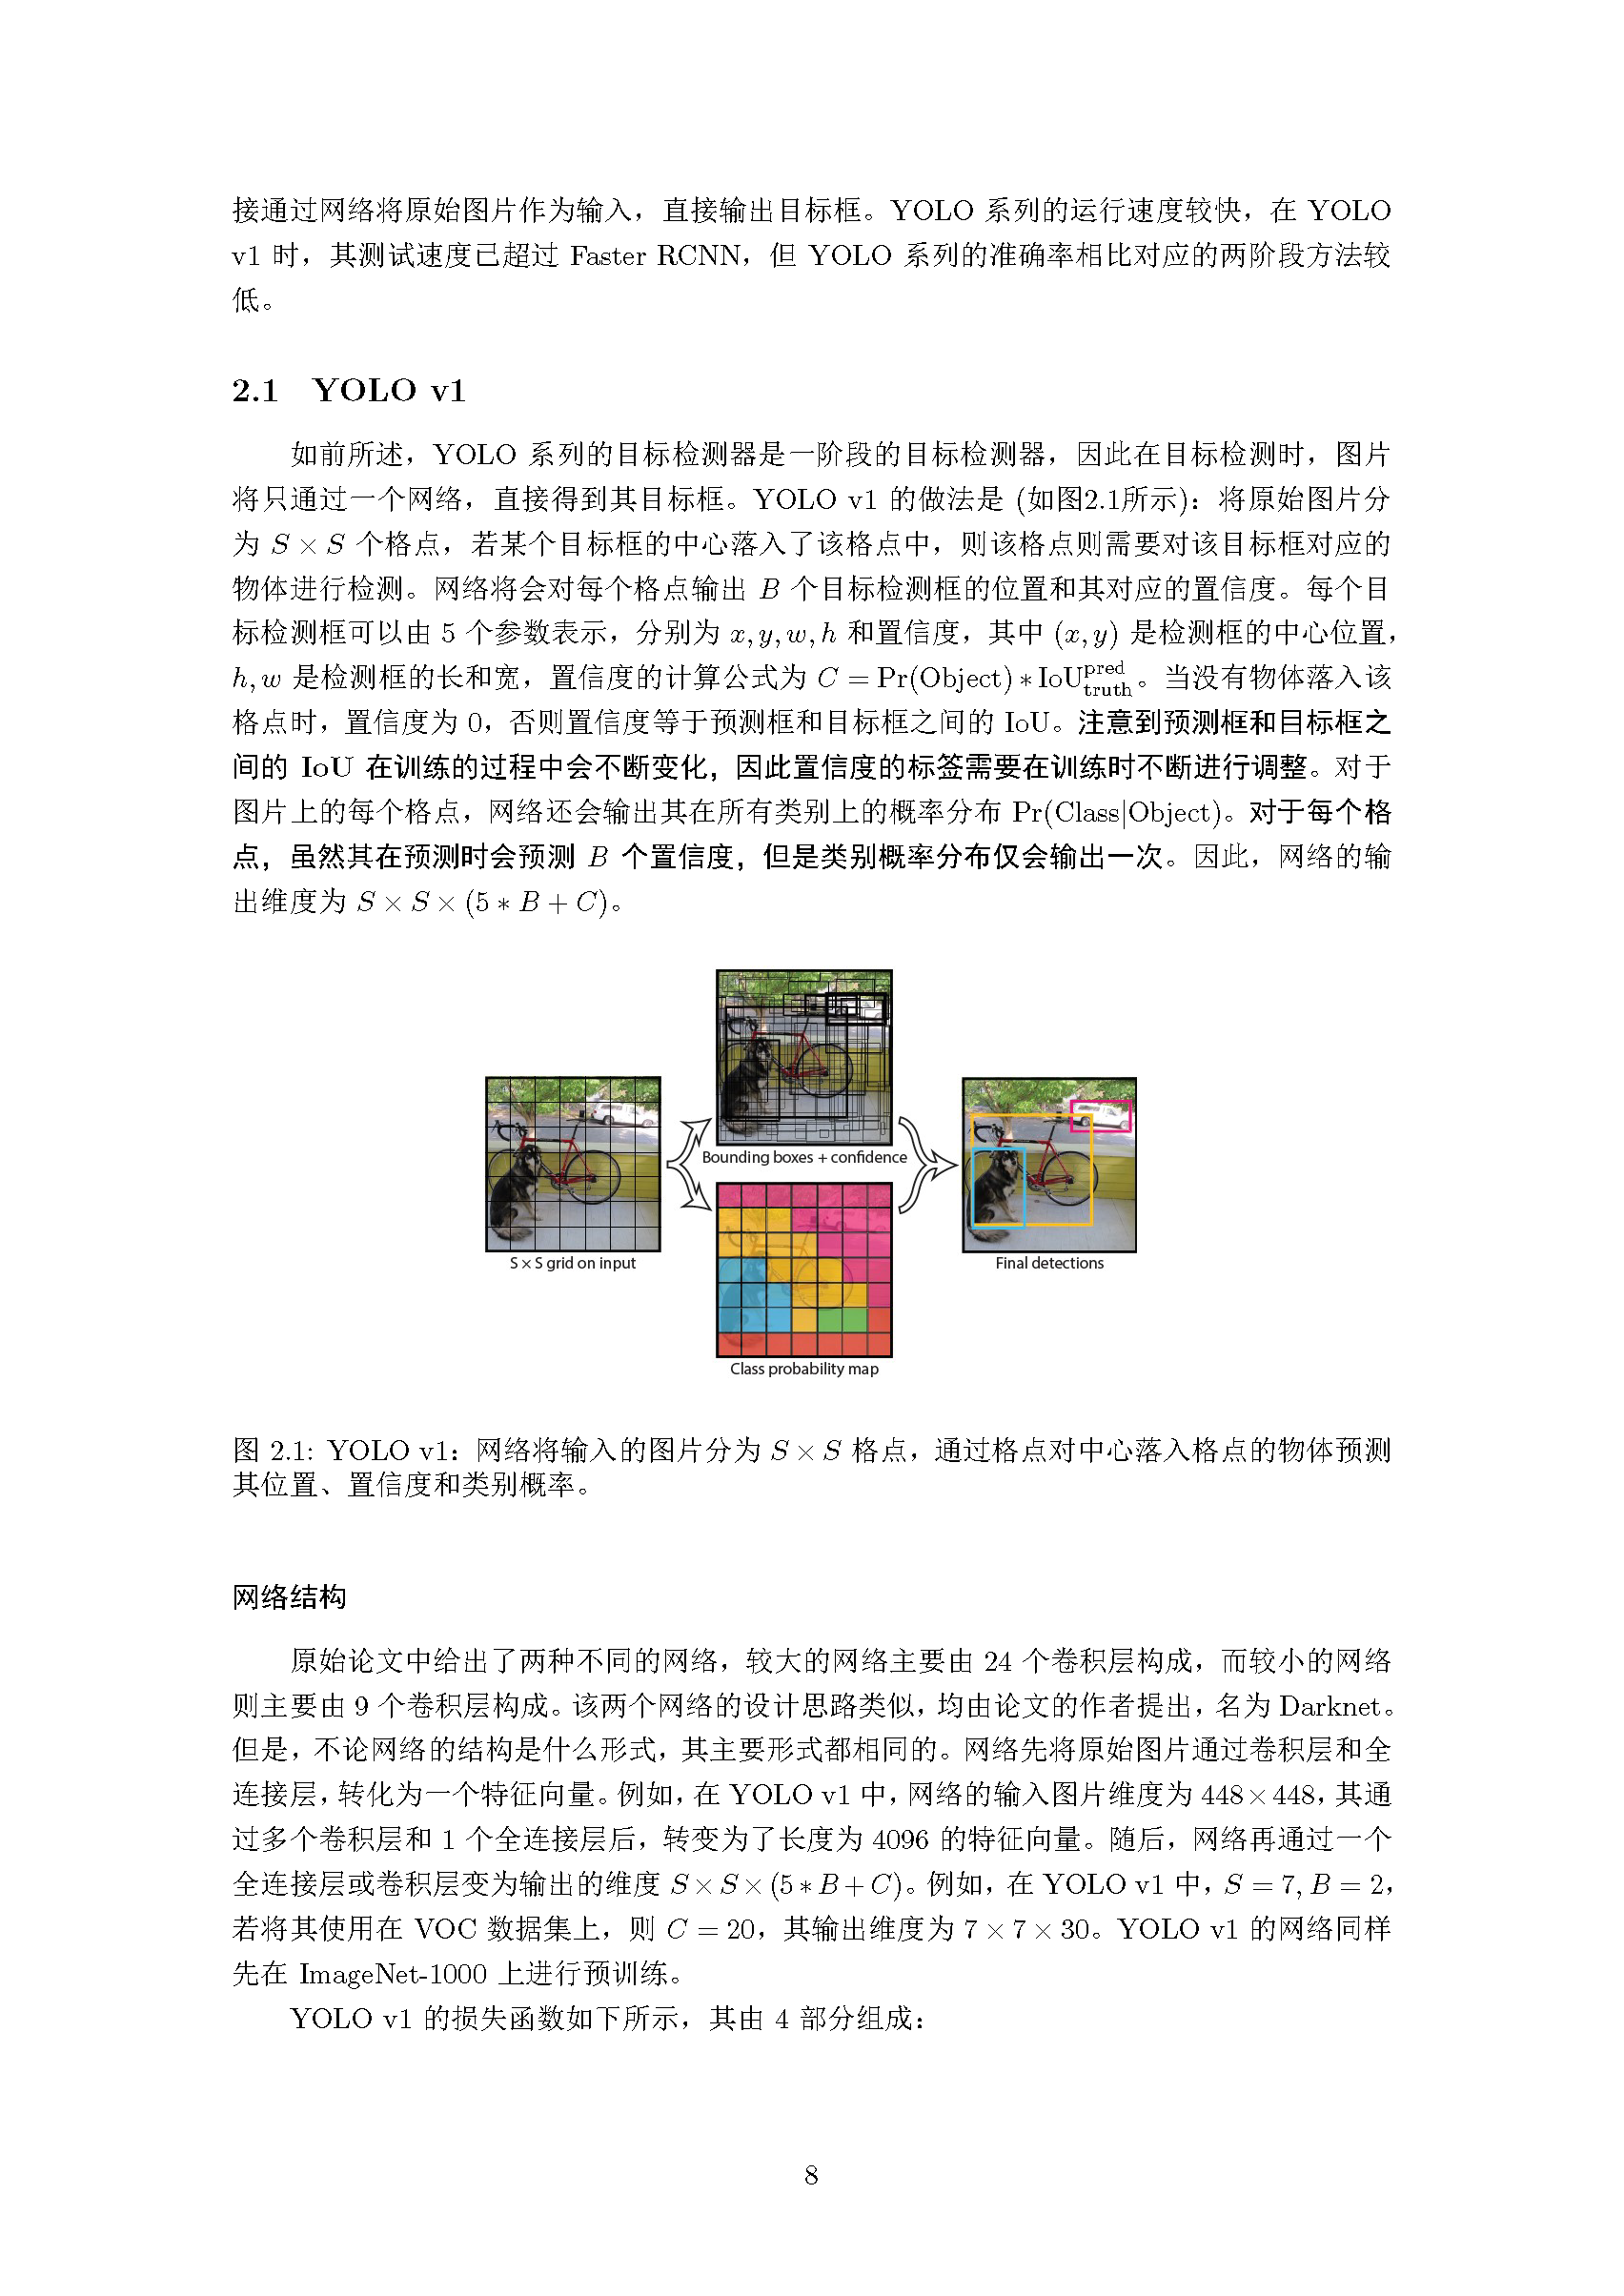 接通过网络将原始图片作为输入，直接输出目标框。YOLO 系列的运行速度较快，在 YOLO
v1 时，其测试速度已超过 Faster RCNN，但 YOLO 系列的准确率相比对应的两阶段方法较
低。
2.1 YOLO v1
如前所述，YOLO 系列的目标检测器是一阶段的目标检测器，因此在目标检测时，图片
将只通过一个网络，直接得到其目标框。YOLO v1 的做法是 (如图2.1所示)：将原始图片分
为 S × S 个格点，若某个目标框的中心落入了该格点中，则该格点则需要对该目标框对应的
物体进行检测。网络将会对每个格点输出 B 个目标检测框的位置和其对应的置信度。每个目
标检测框可以由 5 个参数表示，分别为 x, y, w, h 和置信度，其中 (x, y) 是检测框的中心位置，
h, w 是检测框的长和宽，置信度的计算公式为 C = Pr(Object) * IoU^pred_truth。当没有物体落入该
格点时，置信度为 0，否则置信度等于预测框和目标框之间的 IoU。注意到预测框和目标框之
间的 IoU 在训练的过程中会不断变化，因此置信度的标签需要在训练时不断进行调整。对于
图片上的每个格点，网络还会输出其在所有类别上的概率分布 Pr(Class|Object)。对于每个格
点，虽然其在预测时会预测 B 个置信度，但是类别概率分布仅会输出一次。因此，网络的输
出维度为 S × S × (5 * B + C)。
Bounding boxes + confidence
S × S grid on input
Final detections
Class probability map
图 2.1: YOLO v1：网络将输入的图片分为 S × S 格点，通过格点对中心落入格点的物体预测
其位置、置信度和类别概率。
网络结构
原始论文中给出了两种不同的网络，较大的网络主要由 24 个卷积层构成，而较小的网络
则主要由 9 个卷积层构成。该两个网络的设计思路类似，均由论文的作者提出，名为 Darknet。
但是，不论网络的结构是什么形式，其主要形式都相同的。网络先将原始图片通过卷积层和全
连接层，转化为一个特征向量。例如，在 YOLO v1 中，网络的输入图片维度为 448 × 448，其通
过多个卷积层和 1 个全连接层后，转变为了长度为 4096 的特征向量。随后，网络再通过一个
全连接层或卷积层变为输出的维度 S × S × (5 * B + C)。例如，在 YOLO v1 中，S = 7, B = 2，
若将其使用在 VOC 数据集上，则 C = 20，其输出维度为 7 × 7 × 30。YOLO v1 的网络同样
先在 ImageNet-1000 上进行预训练。
YOLO v1 的损失函数如下所示，其由 4 部分组成：
8